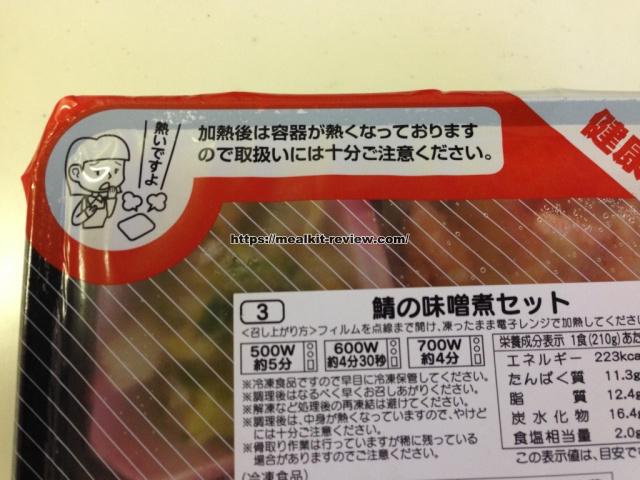 熱いですよ
加熱後は容器が熱くなっております
ので取扱いには十分ご注意ください。
健康
https://mealkit-review.com/
3 鯖の味噌煮セット
<召し上がり方>フィルムを点線まで開け、凍ったまま電子レンジで加熱してくださ
500W 約5分
600W 約4分30秒
700W 約4分
※冷凍食品ですので早目に冷凍保管してください。
※調理後はなるべく早くお召しあがりください。
※解凍など処理後の再凍結は避けてください。
※調理後は、中身が熱くなっていますので、やけど
には十分ご注意ください。
※骨取り作業は行っていますが稀に残っている
場合がありますのでご注意ください。
(冷凍食品)
栄養成分表示 1食(210g)あた
エネルギー 223kca
たんぱく質 11.3g
脂質 12.4g
炭水化物 16.4g
食塩相当量 2.0g
この表示値は、目安です